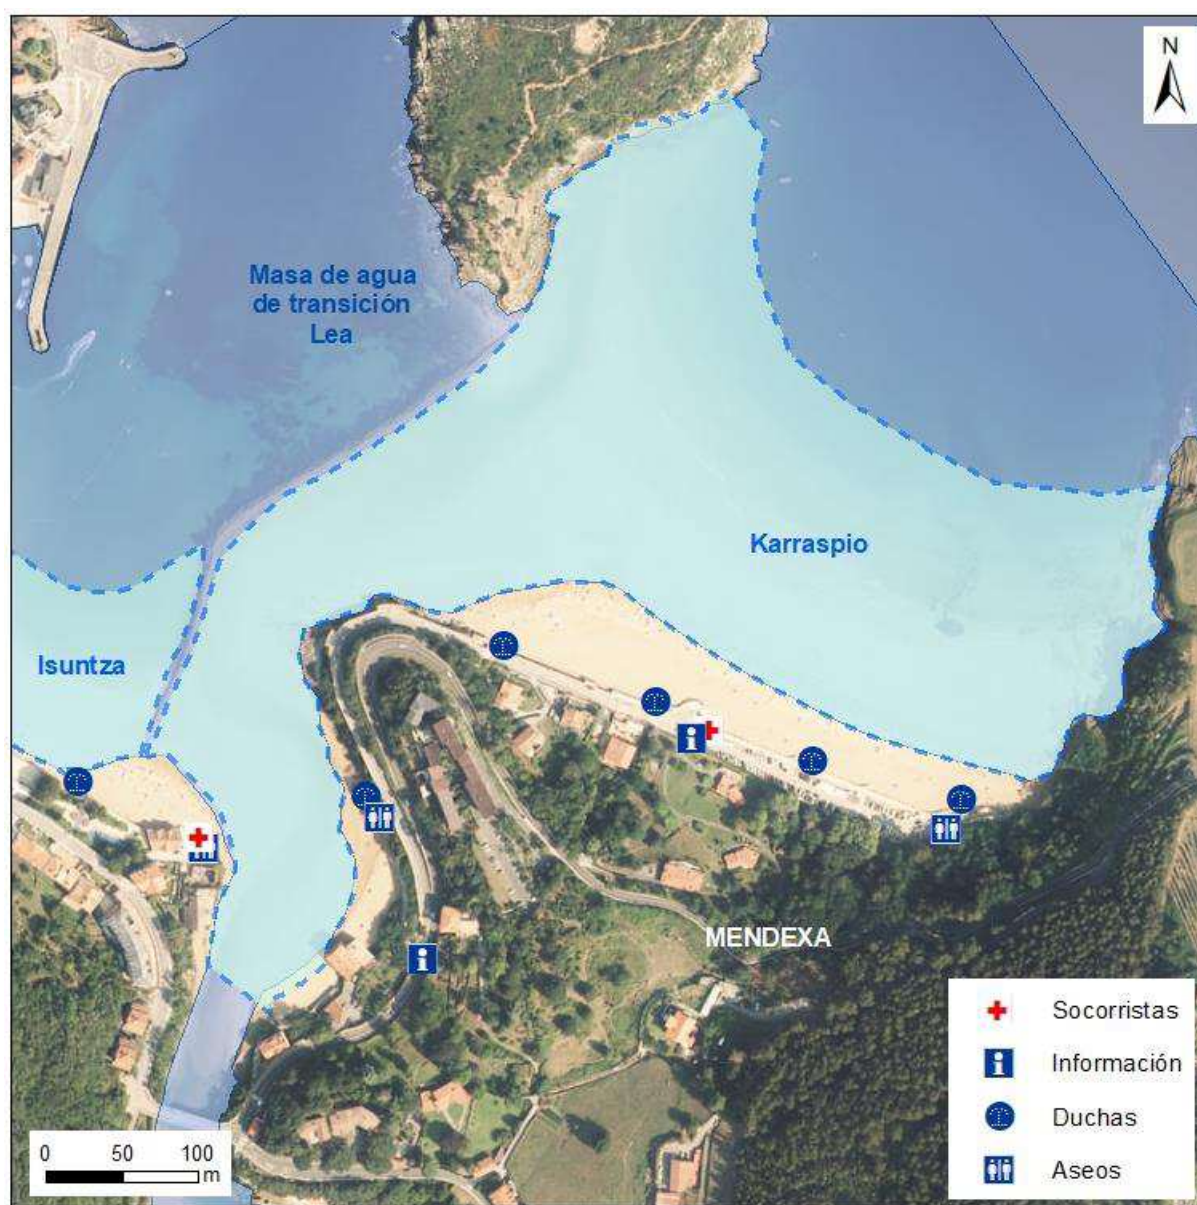 N
Masa de agua
de transición
Lea
Karraspio
Isuntza
MENDEXA
Socorristas
Información
Duchas
Aseos
0 50 100
m